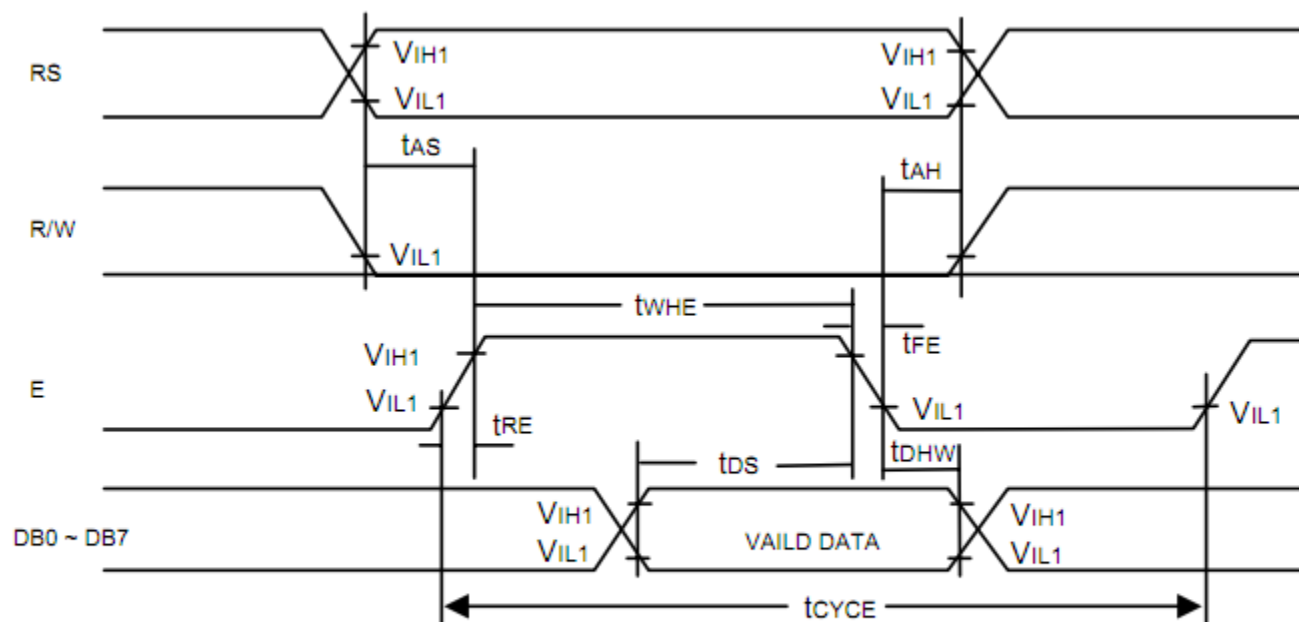 RS
VIH1
VIH1
VIL1
VIL1
tAS
tAH
R/W
VIL1
tWHE
VIH1
tFE
E
VIL1
VIL1
VIL1
tRE
tDS
tDHW
VIH1
VIH1
DB0 ~ DB7
VAILD DATA
VIL1
VIL1
tCYCE